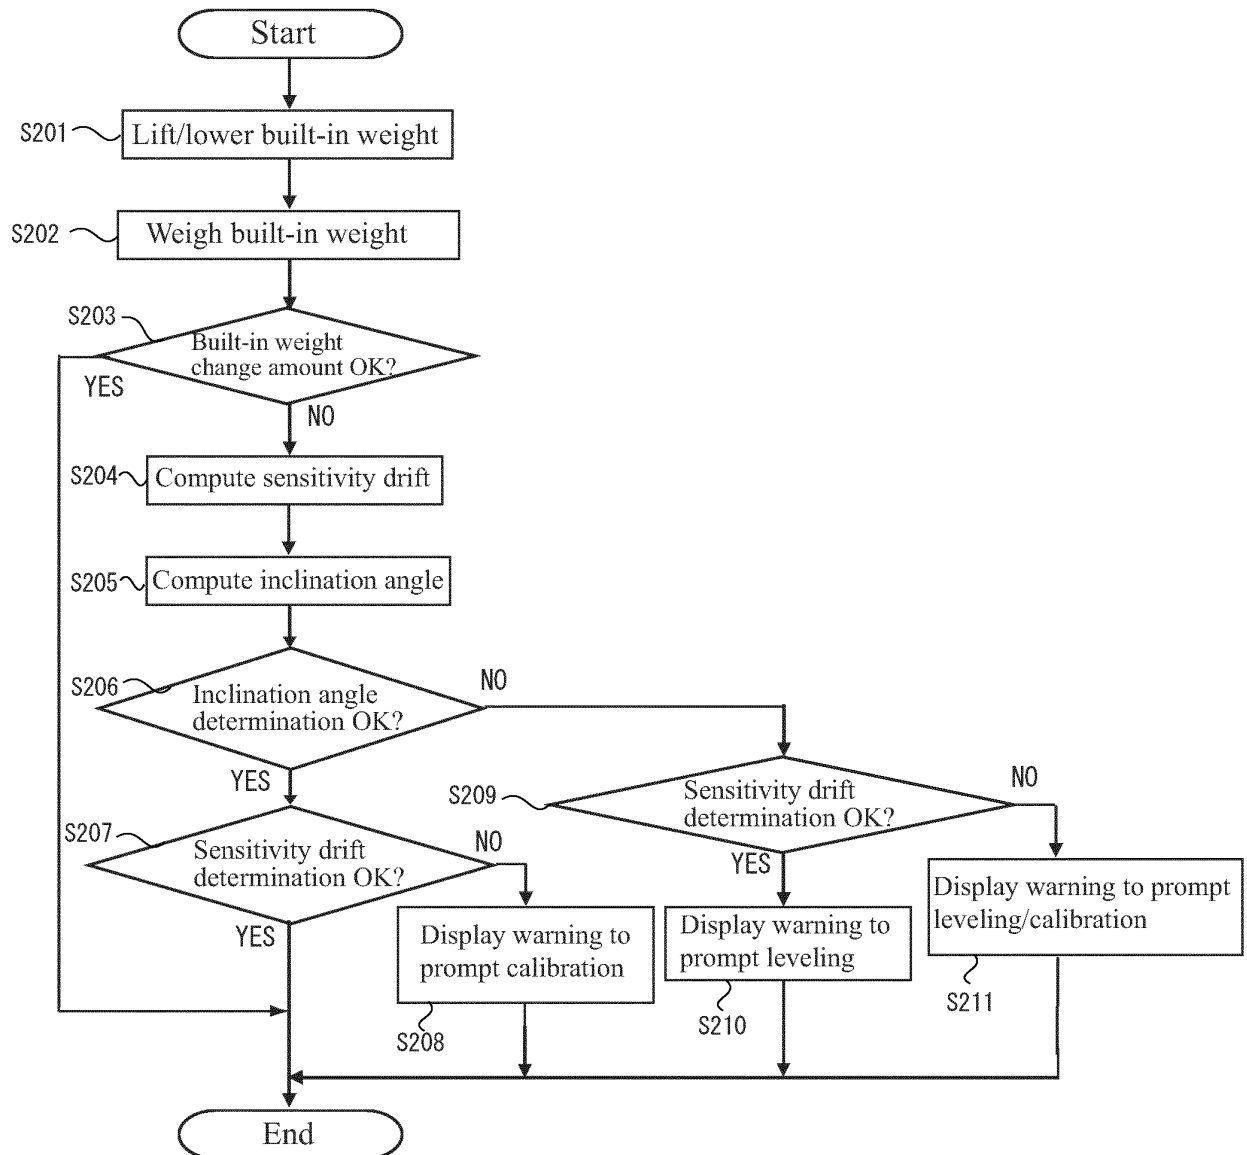 Start
S201
Lift/lower built-in weight
S202
Weigh built-in weight
S203
Built-in weight
change amount OK?
YES
NO
S204
Compute sensitivity drift
S205
Compute inclination angle
S206
Inclination angle
determination OK?
NO
YES
S207
Sensitivity drift
determination OK?
NO
YES
S208
Display warning to
prompt calibration
S209
Sensitivity drift
determination OK?
NO
YES
Display warning to
prompt leveling
S210
Display warning to prompt
leveling/calibration
S211
End